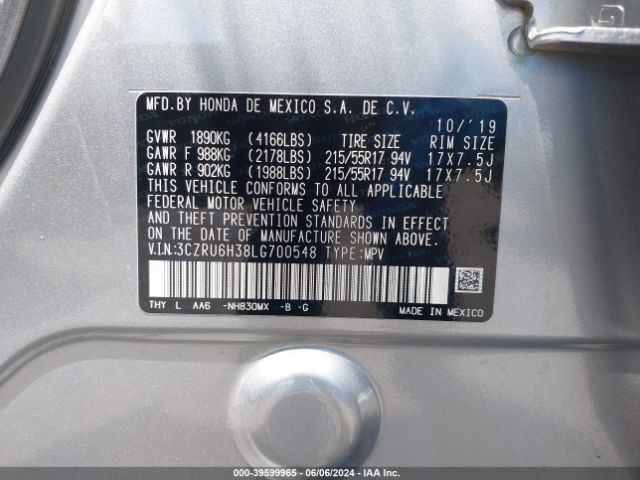 MFD.BY HONDA DE MEXICO S.A. DE C.V.
10/'19
GVWR 1890KG (4166LBS) TIRE SIZE RIM SIZE
GAWR F 988KG (2178LBS) 215/55R17 94V 17X7.5J
GAWR R 902KG (1988LBS) 215/55R17 94V 17X7.5J
THIS VEHICLE CONFORMS TO ALL APPLICABLE
FEDERAL MOTOR VEHICLE SAFETY
AND THEFT PREVENTION STANDARDS IN EFFECT
ON THE DATE OF MANUFACTURE SHOWN ABOVE.
V.I.N:3CZRU6H38LG700548 TYPE:MPV
THY L AA6 -NH830MX -B -G MADE IN MEXICO
000-39599965 - 06/06/2024 - IAA Inc.